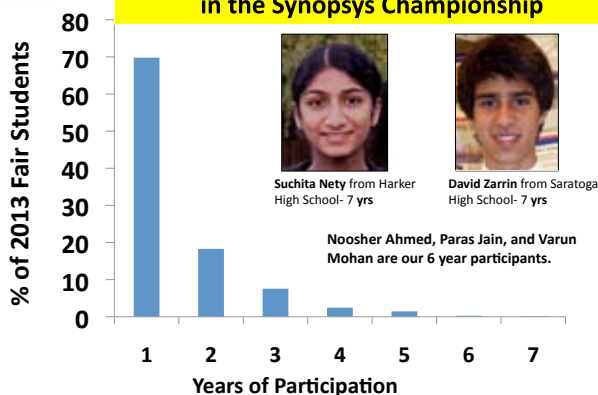 in the Synopsys Championship
80
70
60
50
40
30
20
10
0
% of 2013 Fair Students
Suchita Nety from Harker
High School- 7 yrs
David Zarrin from Saratoga
High School- 7 yrs
Noosher Ahmed, Paras Jain, and Varun
Mohan are our 6 year participants.
1 2 3 4 5 6 7
Years of Participation